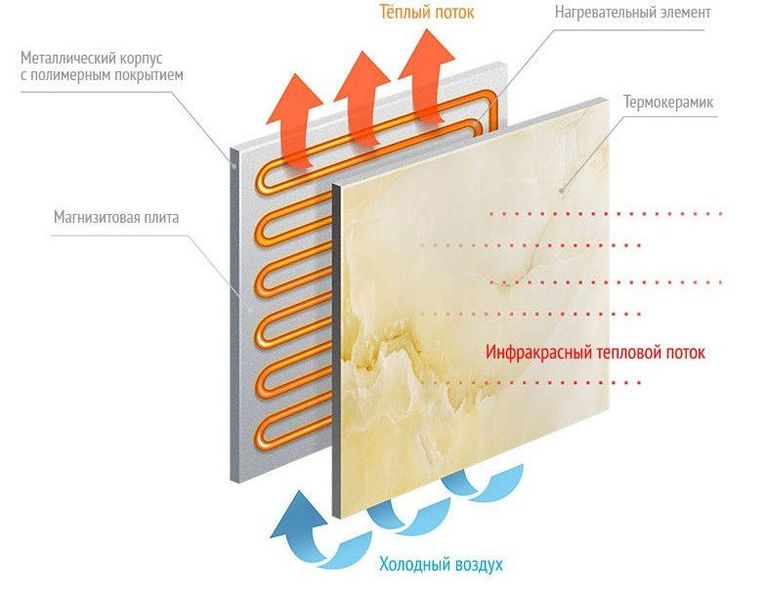 Тёплый поток
Нагревательный элемент
Металлический корпус
с полимерным покрытием
Термокерамик
Магнизитовая плита
Инфракрасный тепловой поток
Холодный воздух